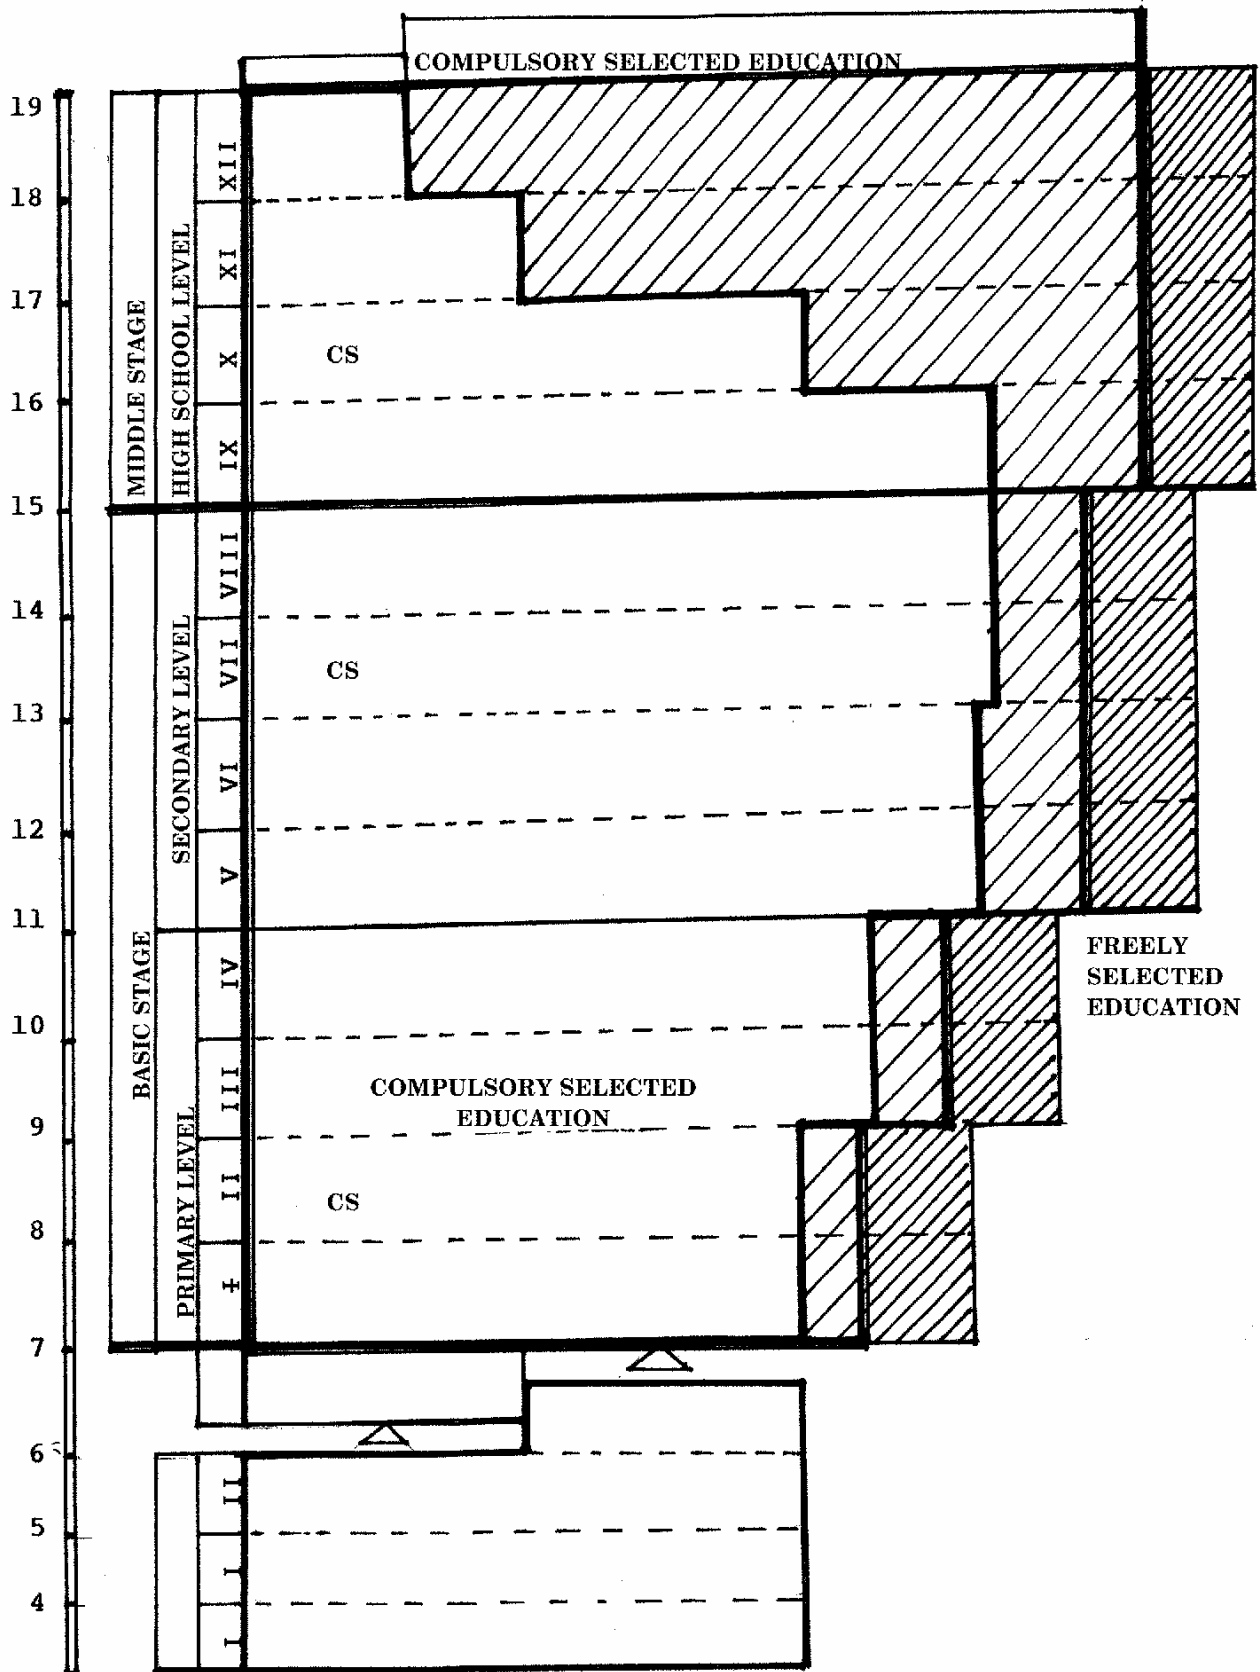 COMPULSORY SELECTED EDUCATION
19
XII
18
XI
17
HIGH SCHOOL LEVEL
MIDDLE STAGE
X
CS
16
IX
15
VIII
14
SECONDARY LEVEL
VII
CS
13
VI
12
V
11
FREELY
SELECTED
EDUCATION
BASIC STAGE
IV
10
III
COMPULSORY SELECTED
EDUCATION
9
PRIMARY LEVEL
II
CS
8
I
7
6
II
5
I
4
I